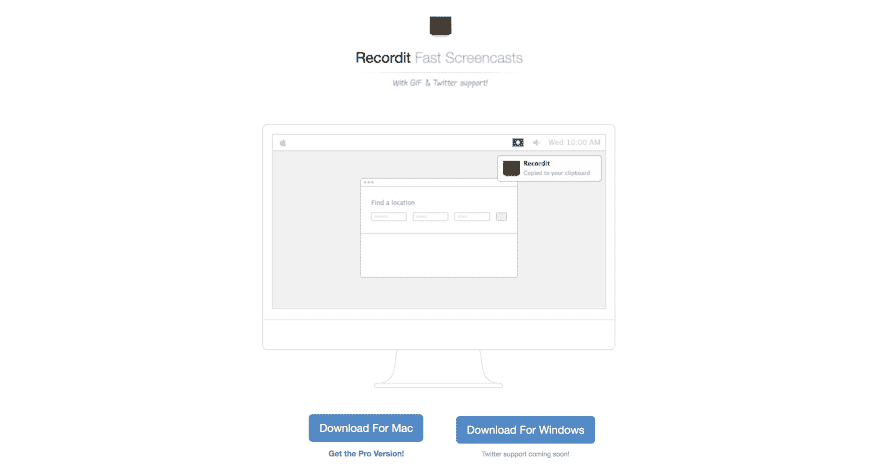 Recordit Fast Screencasts
With GIF & Twitter support!
Wed 10:00 AM
Recordit
Copied to your clipboard
Find a location
Download For Mac
Download For Windows
Get the Pro Version!
Twitter support coming soon!